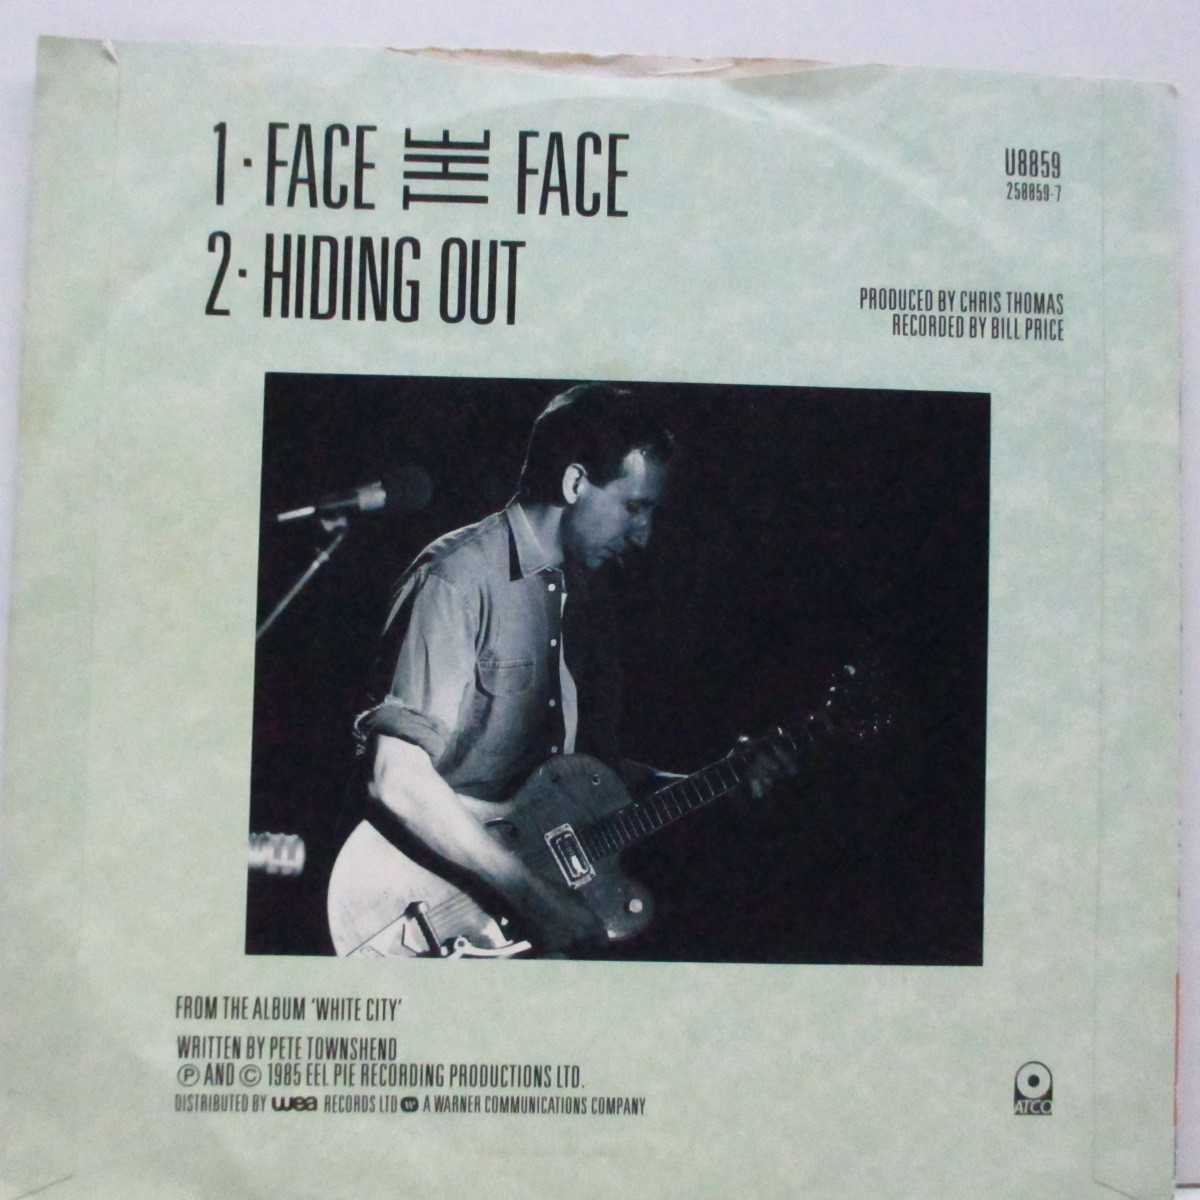 1 · FACE THE FACE
2 · HIDING OUT
U8859
258859-7
PRODUCED BY CHRIS THOMAS
RECORDED BY BILL PRICE
FROM THE ALBUM 'WHITE CITY'
WRITTEN BY PETE TOWNSHEND
Ⓟ AND © 1985 EEL PIE RECORDING PRODUCTIONS LTD.
DISTRIBUTED BY wea RECORDS LTD A WARNER COMMUNICATIONS COMPANY
ATCO